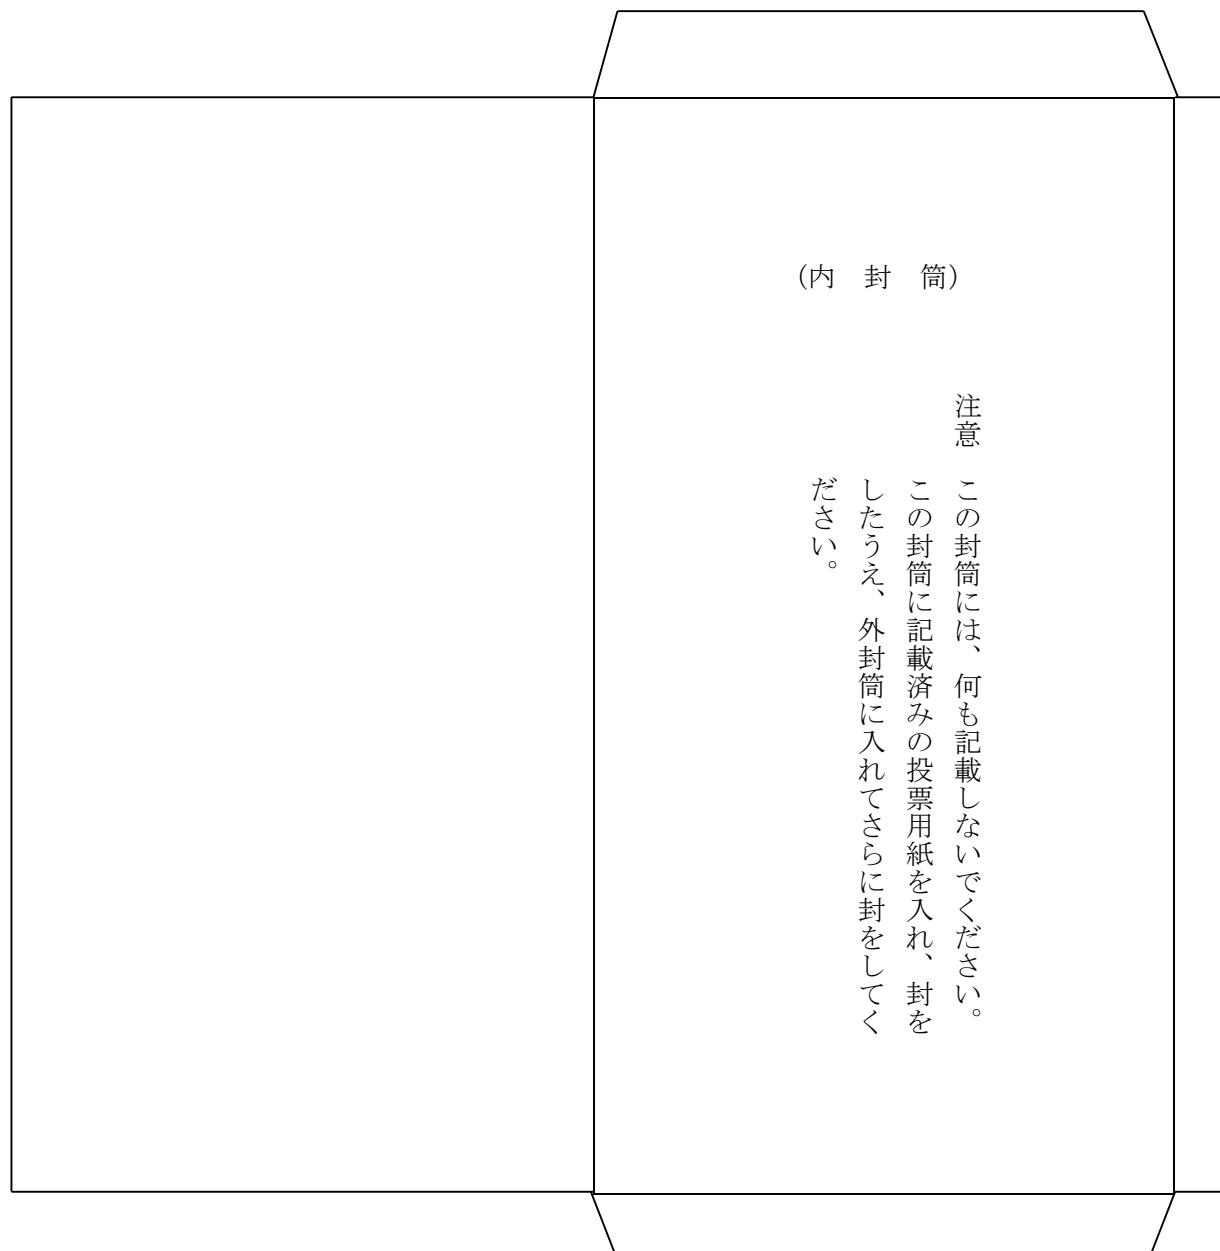 （内　封　筒）
注意　この封筒には、何も記載しないでください。
この封筒に記載済みの投票用紙を入れ、封を
したうえ、外封筒に入れてさらに封をしてく
ださい。